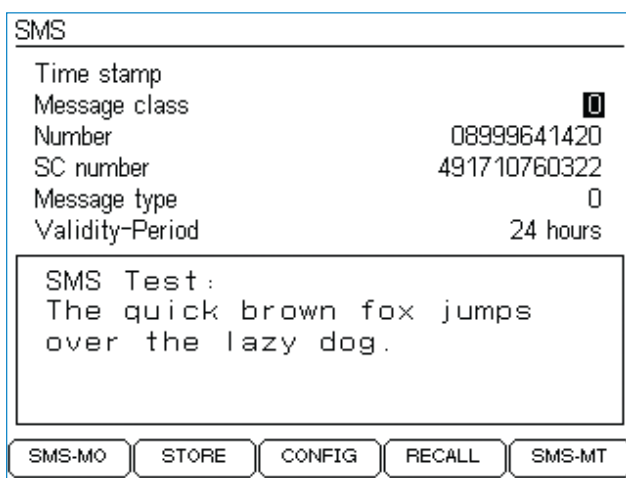 SMS
Time stamp
Message class 0
Number 08999641420
SC number 491710760322
Message type 0
Validity-Period 24 hours
SMS Test:
The quick brown fox jumps
over the lazy dog.
SMS-MO STORE CONFIG RECALL SMS-MT